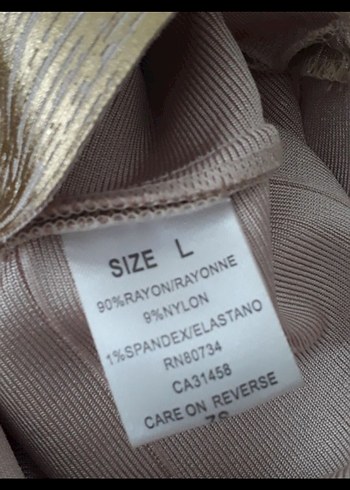 SIZE L
90%RAYON/RAYONNE
9%NYLON
1%SPANDEX/ELASTANO
RN80734
CA31458
CARE ON REVERSE